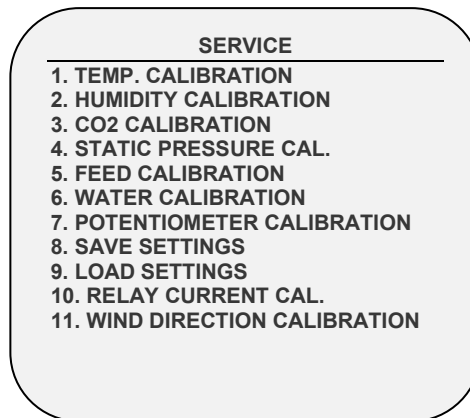 SERVICE
1. TEMP. CALIBRATION
2. HUMIDITY CALIBRATION
3. CO2 CALIBRATION
4. STATIC PRESSURE CAL.
5. FEED CALIBRATION
6. WATER CALIBRATION
7. POTENTIOMETER CALIBRATION
8. SAVE SETTINGS
9. LOAD SETTINGS
10. RELAY CURRENT CAL.
11. WIND DIRECTION CALIBRATION